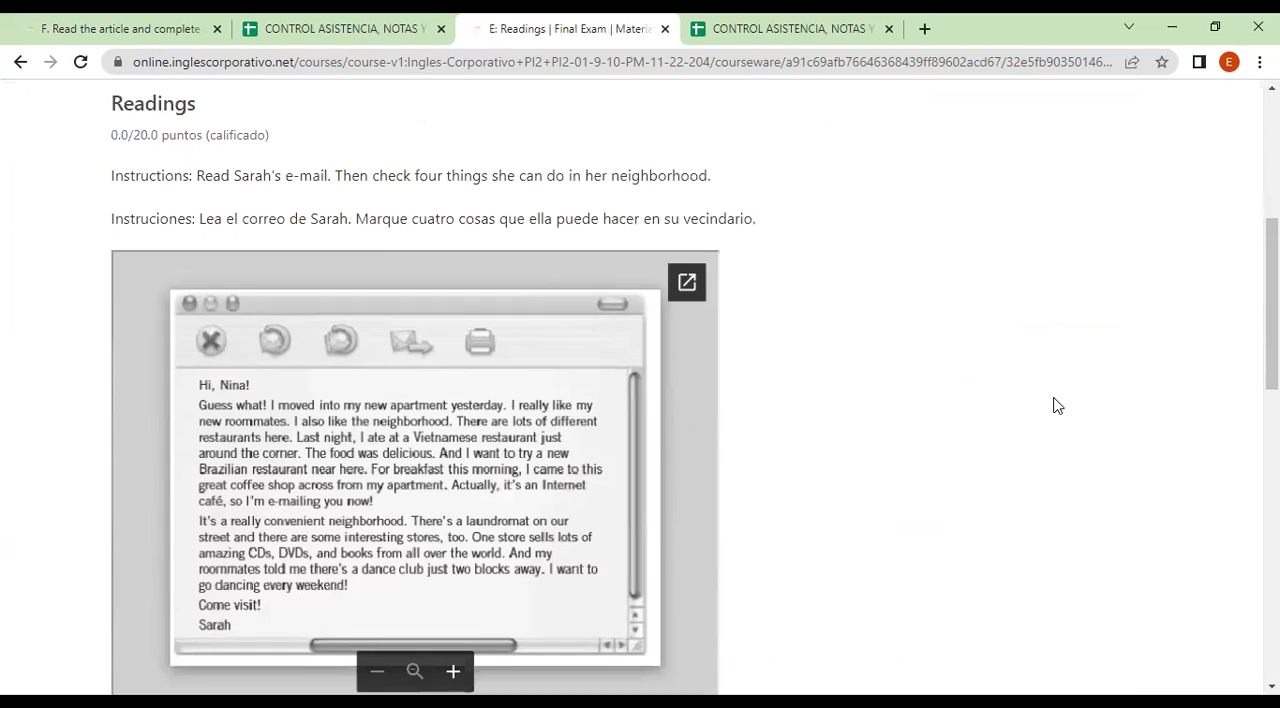 F. Read the article and complete
CONTROL ASISTENCIA, NOTAS Y
E: Readings | Final Exam | Materia
CONTROL ASISTENCIA, NOTAS Y
online.inglescorporativo.net/courses/course-v1:Ingles-Corporativo+PI2+PI2-01-9-10-PM-11-22-204/courseware/a91c69afb76646368439ff89602acd67/32e5fb90350146...
E
Readings
0.0/20.0 puntos (calificado)
Instructions: Read Sarah's e-mail. Then check four things she can do in her neighborhood.
Instruciones: Lea el correo de Sarah. Marque cuatro cosas que ella puede hacer en su vecindario.
Hi, Nina!
Guess what! I moved into my new apartment yesterday. I really like my
new roommates. I also like the neighborhood. There are lots of different
restaurants here. Last night, I ate at a Vietnamese restaurant just
around the corner. The food was delicious. And I want to try a new
Brazilian restaurant near here. For breakfast this morning, I came to this
great coffee shop across from my apartment. Actually, it's an Internet
café, so I'm e-mailing you now!
It's a really convenient neighborhood. There's a laundromat on our
street and there are some interesting stores, too. One store sells lots of
amazing CDs, DVDs, and books from all over the world. And my
roommates told me there's a dance club just two blocks away. I want to
go dancing every weekend!
Come visit!
Sarah